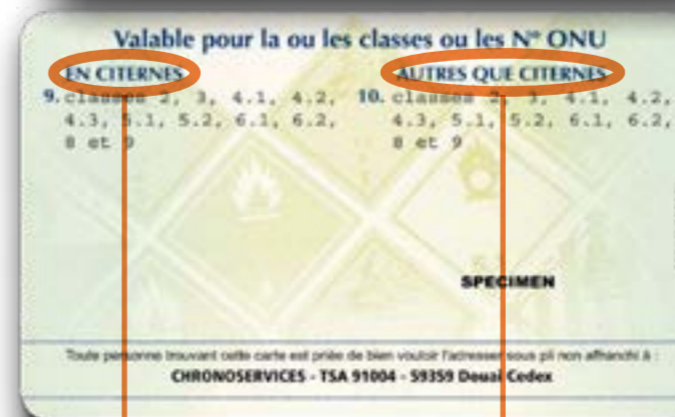 Valable pour la ou les classes ou les N° ONU
EN CITERNES
9. classes 2, 3, 4.1, 4.2,
4.3, 5.1, 5.2, 6.1, 6.2,
8 et 9
AUTRES QUE CITERNES
10. classes 2, 3, 4.1, 4.2,
4.3, 5.1, 5.2, 6.1, 6.2,
8 et 9
SPECIMEN
Toute personne trouvant cette carte est priée de bien vouloir l'adresser sous pli non affranchi à :
CHRONOSERVICES - TSA 91004 - 59359 Douai Cedex